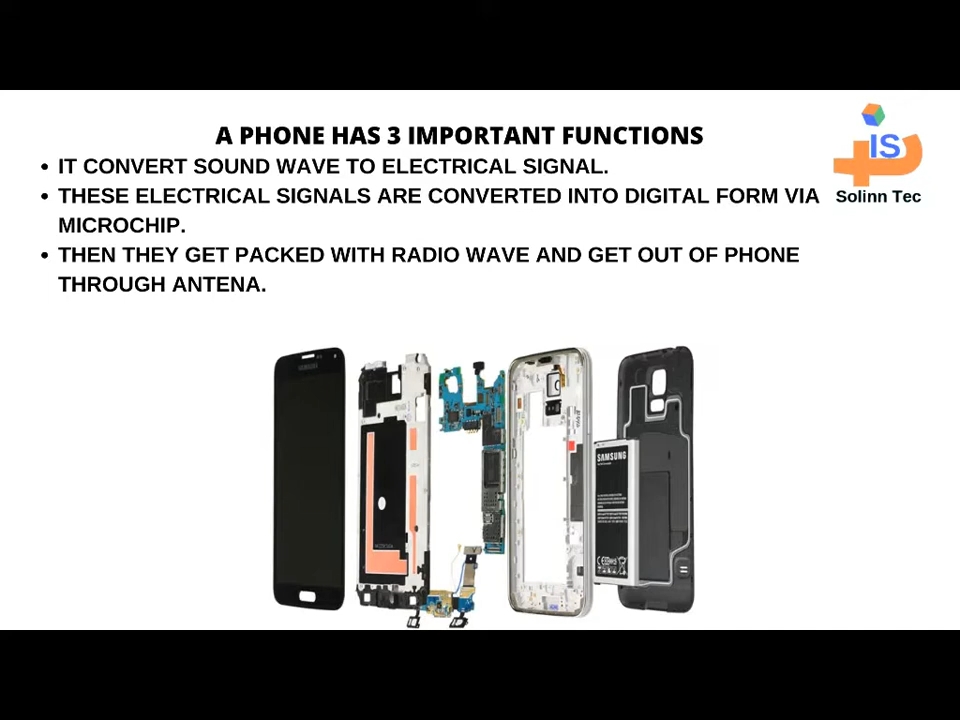 A PHONE HAS 3 IMPORTANT FUNCTIONS
• IT CONVERT SOUND WAVE TO ELECTRICAL SIGNAL.
• THESE ELECTRICAL SIGNALS ARE CONVERTED INTO DIGITAL FORM VIA
MICROCHIP.
• THEN THEY GET PACKED WITH RADIO WAVE AND GET OUT OF PHONE
THROUGH ANTENA.
IS
Solinn Tec
SAMSUNG
SAMSUNG